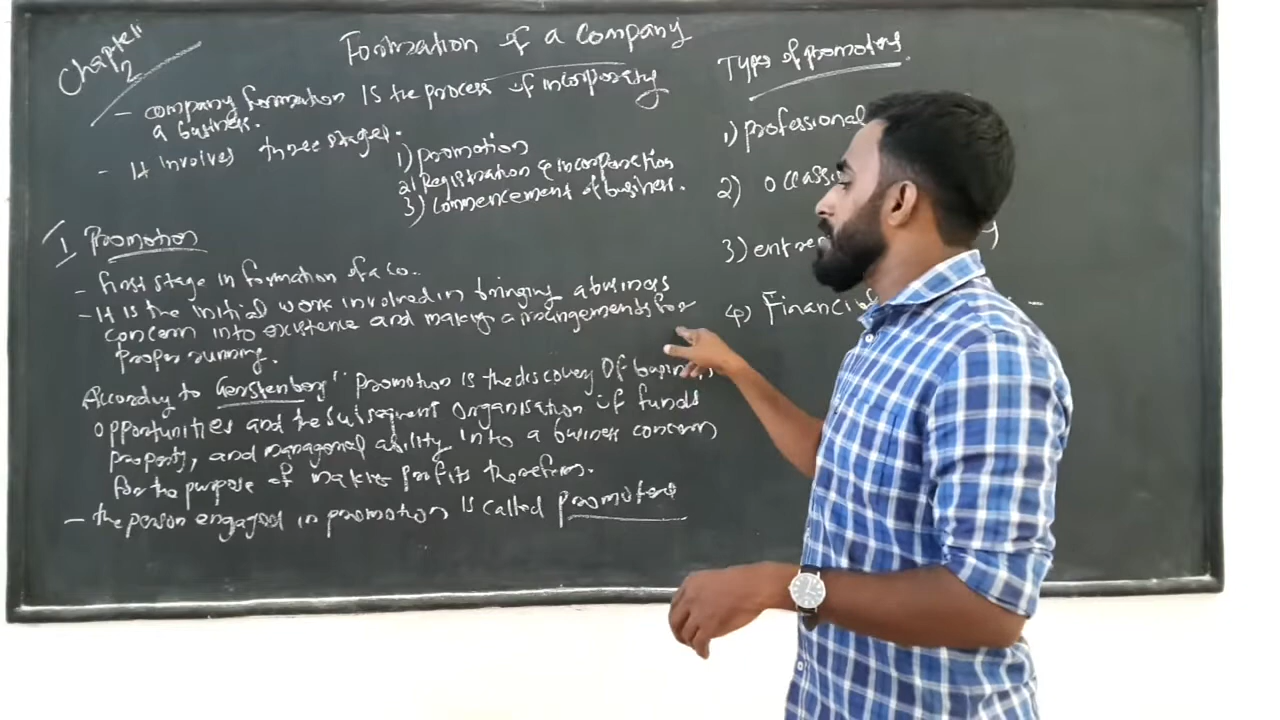 Chapter
2
Formation of a Company
- company formation is the process of incorporating
a business.
- It involves three stages.
1) promotion
2) Registration & incorporation
3) Commencement of business.
I Promotion
- First stage in formation of a co.
- It is the initial work involved in bringing a business
concern into existence and making arrangements for
proper running.
According to Gerstenberg "promotion is the discovery of
opportunities and the subsequent organisation of funds
property, and managerial ability into a business concern
for the purpose of making profits therefrom.
- the person engaged in promotion is called promoters
Types of promoters.
1) professional
2)
3)
4)